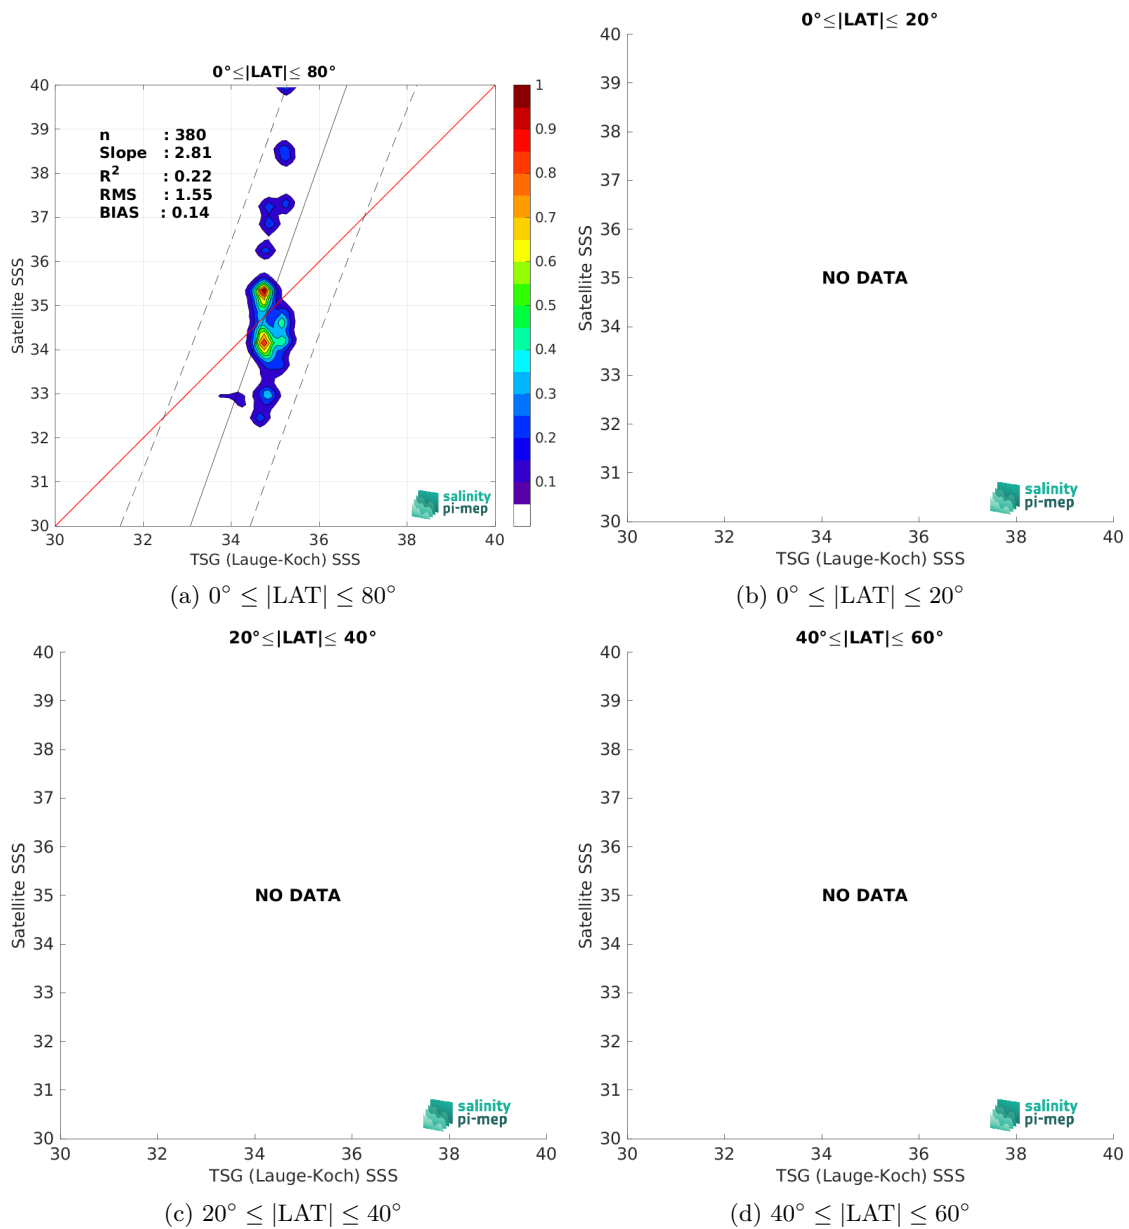 0°≤|LAT|≤ 80°
40
39
38
37
36
35
34
33
32
31
30
Satellite SSS
n : 380
Slope : 2.81
R² : 0.22
RMS : 1.55
BIAS : 0.14
salinity
pi-mep
30 32 34 36 38 40
TSG (Lauge-Koch) SSS
1
0.9
0.8
0.7
0.6
0.5
0.4
0.3
0.2
0.1
(a) 0° ≤ |LAT| ≤ 80°
0°≤|LAT|≤ 20°
40
39
38
37
36
35
34
33
32
31
30
Satellite SSS
NO DATA
salinity
pi-mep
30 32 34 36 38 40
TSG (Lauge-Koch) SSS
(b) 0° ≤ |LAT| ≤ 20°
20°≤|LAT|≤ 40°
40
39
38
37
36
35
34
33
32
31
30
Satellite SSS
NO DATA
salinity
pi-mep
30 32 34 36 38 40
TSG (Lauge-Koch) SSS
(c) 20° ≤ |LAT| ≤ 40°
40°≤|LAT|≤ 60°
40
39
38
37
36
35
34
33
32
31
30
Satellite SSS
NO DATA
salinity
pi-mep
30 32 34 36 38 40
TSG (Lauge-Koch) SSS
(d) 40° ≤ |LAT| ≤ 60°